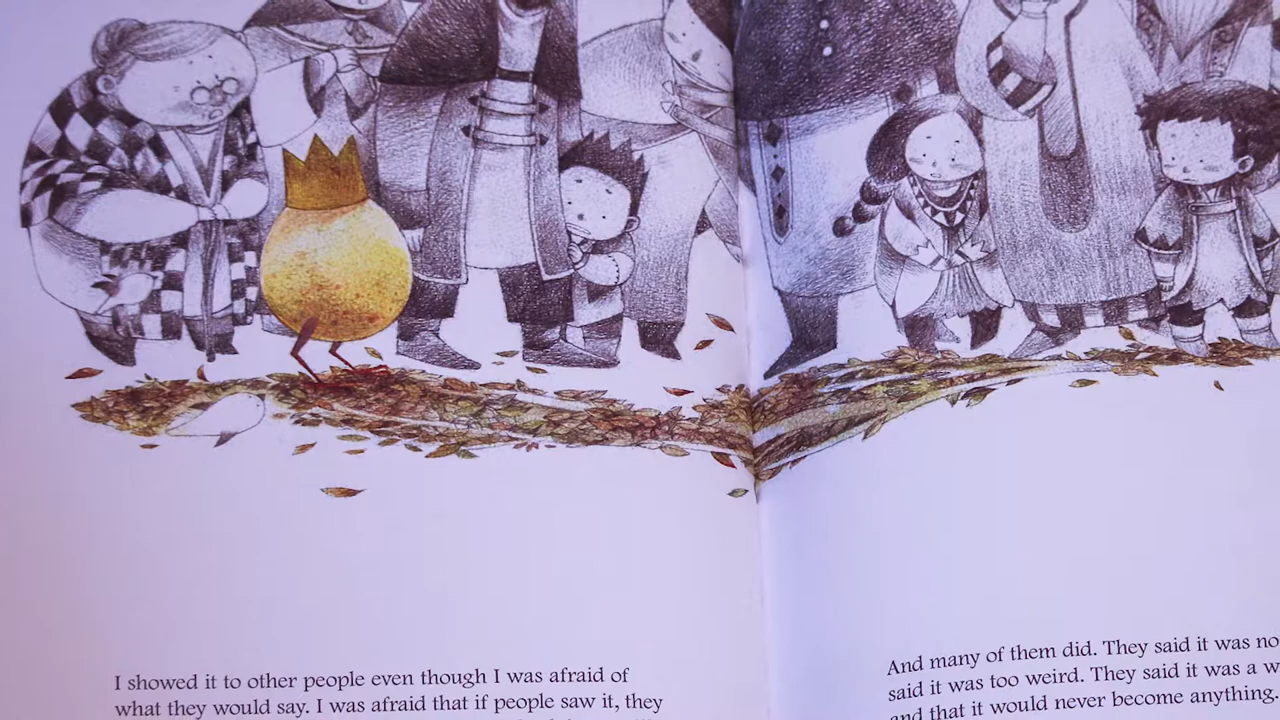 I showed it to other people even though I was afraid of
what they would say. I was afraid that if people saw it, they
And many of them did. They said it was no
said it was too weird. They said it was a w
and that it would never become anything.